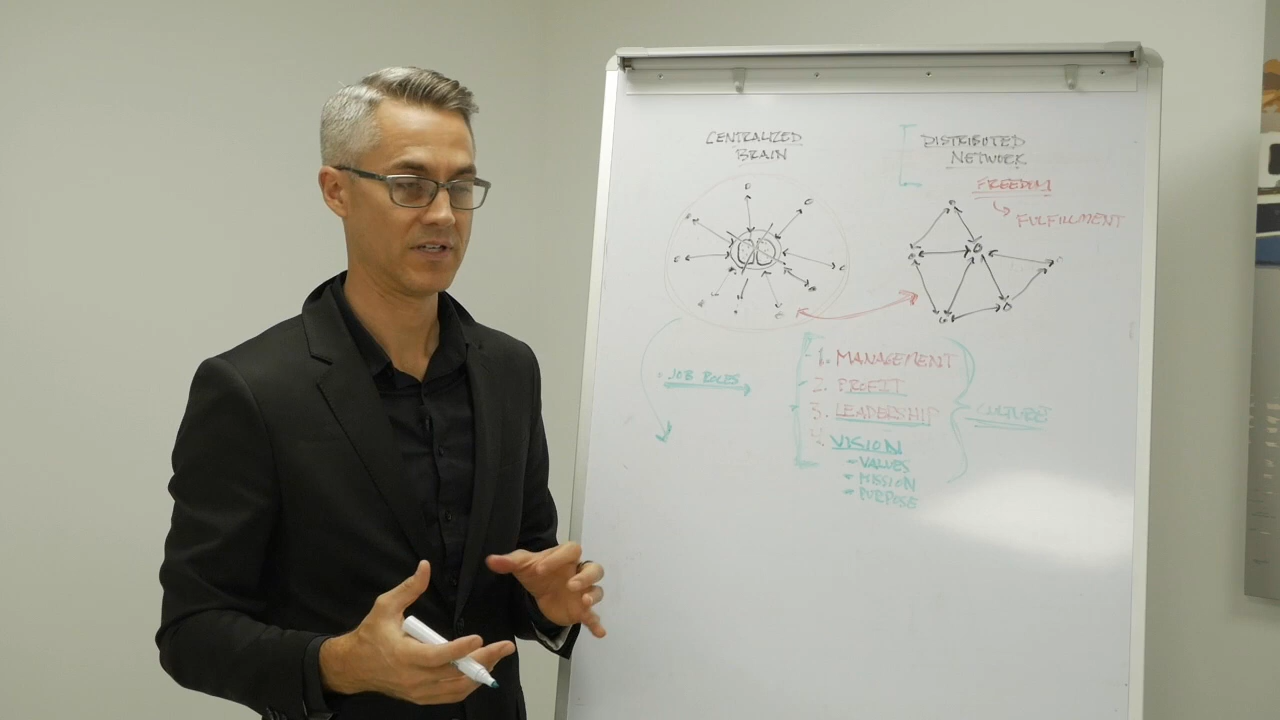 CENTRALIZED
BRAIN
DISTRIBUTED
NETWORK
FREEDOM
FULFILLMENT
JOB ROLES
1. MANAGEMENT
2. PROFIT
3. LEADERSHIP
4. VISION
- VALUES
- MISSION
- PURPOSE
CULTURE